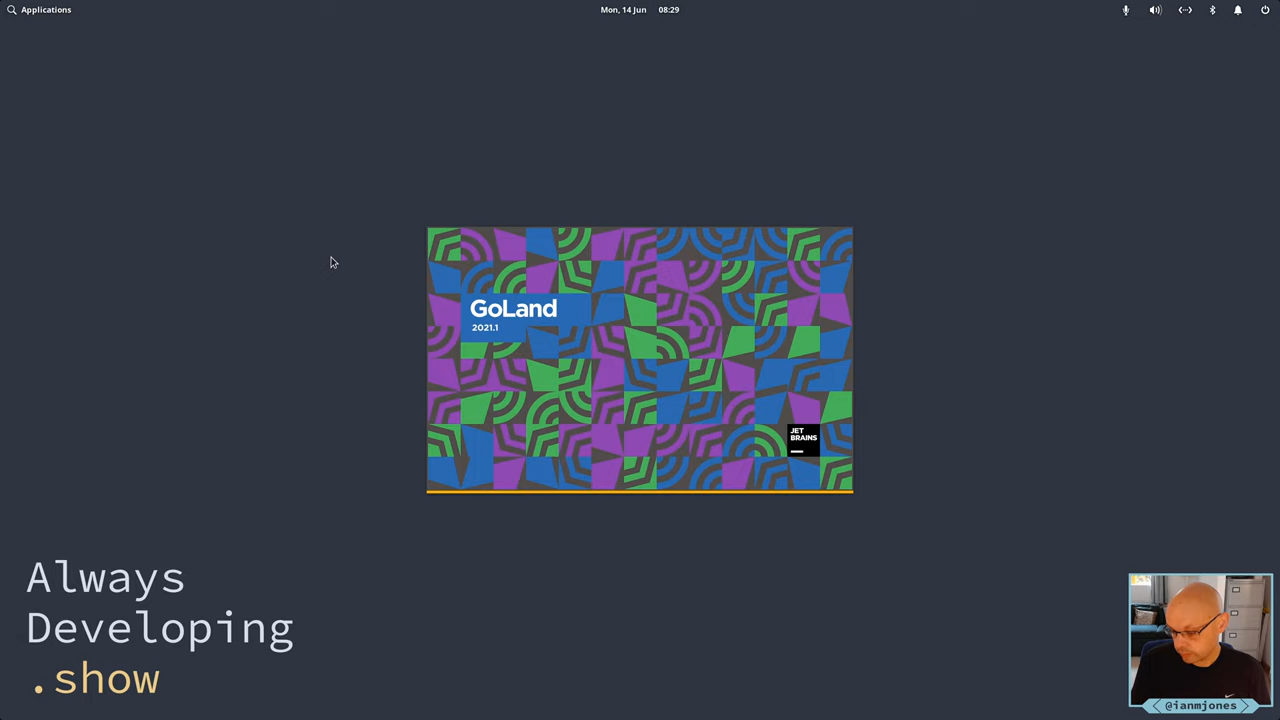 Applications
Mon, 14 Jun 08:29
GoLand
2021.1
JET
BRAINS
Always
Developing
.show
@ianmjones